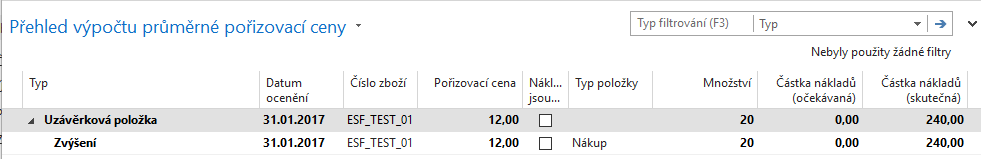 Přehled výpočtu průměrné pořizovací ceny
Typ filtrování (F3) Typ
Nebyly použity žádné filtry
Typ Datum ocenění Číslo zboží Pořizovací cena Nákl... jsou... Typ položky Množství Částka nákladů (očekávaná) Částka nákladů (skutečná)
Uzávěrková položka 31.01.2017 ESF_TEST_01 12,00 20 0,00 240,00
Zvýšení 31.01.2017 ESF_TEST_01 12,00 Nákup 20 0,00 240,00